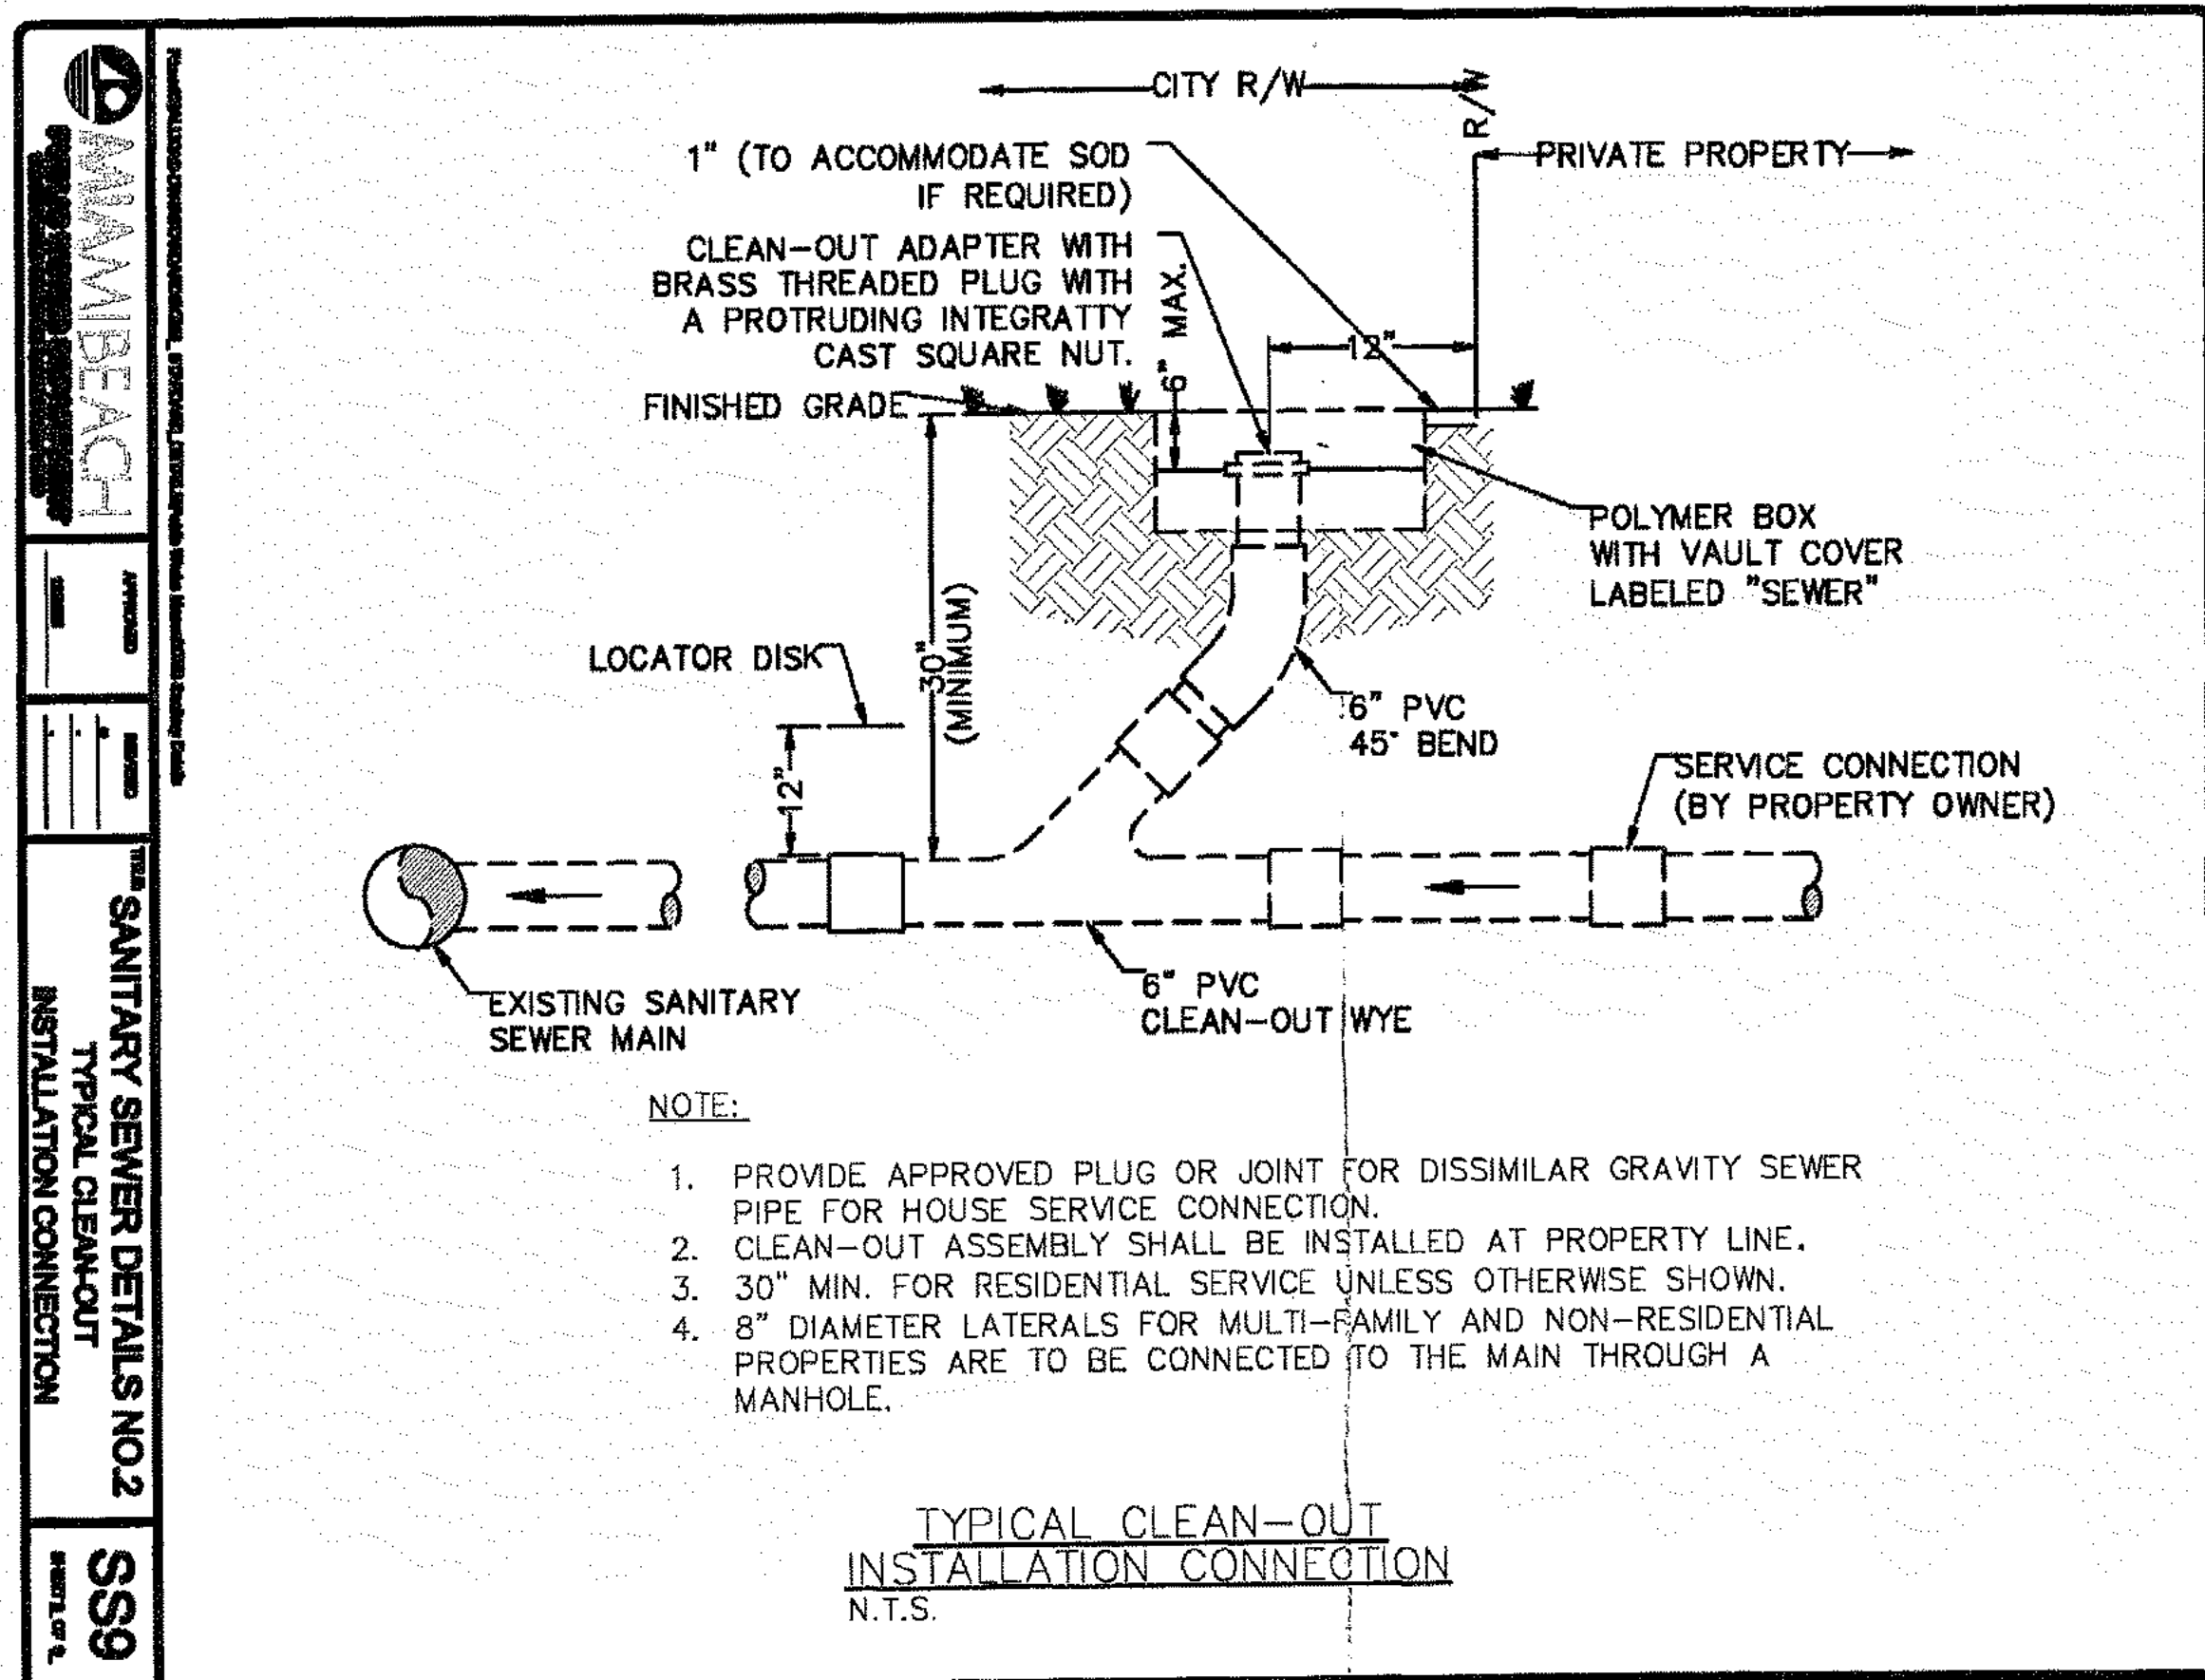 CITY R/W
R/W
PRIVATE PROPERTY
1" (TO ACCOMMODATE SOD
IF REQUIRED)
CLEAN-OUT ADAPTER WITH
BRASS THREADED PLUG WITH
A PROTRUDING INTEGRATTY
CAST SQUARE NUT.
6" MAX.
12"
FINISHED GRADE
POLYMER BOX
WITH VAULT COVER
LABELED "SEWER"
30"
(MINIMUM)
LOCATOR DISK
12"
6" PVC
45° BEND
SERVICE CONNECTION
(BY PROPERTY OWNER)
EXISTING SANITARY
SEWER MAIN
6" PVC
CLEAN-OUT WYE
NOTE:
1. PROVIDE APPROVED PLUG OR JOINT FOR DISSIMILAR GRAVITY SEWER
PIPE FOR HOUSE SERVICE CONNECTION.
2. CLEAN-OUT ASSEMBLY SHALL BE INSTALLED AT PROPERTY LINE.
3. 30" MIN. FOR RESIDENTIAL SERVICE UNLESS OTHERWISE SHOWN.
4. 8" DIAMETER LATERALS FOR MULTI-FAMILY AND NON-RESIDENTIAL
PROPERTIES ARE TO BE CONNECTED TO THE MAIN THROUGH A
MANHOLE.
TYPICAL CLEAN-OUT
INSTALLATION CONNECTION
N.T.S.
MIAMIBEACH
APPROVED
REVISED
TITLE:
SANITARY SEWER DETAILS NO.2
TYPICAL CLEAN-OUT
INSTALLATION CONNECTION
SS9